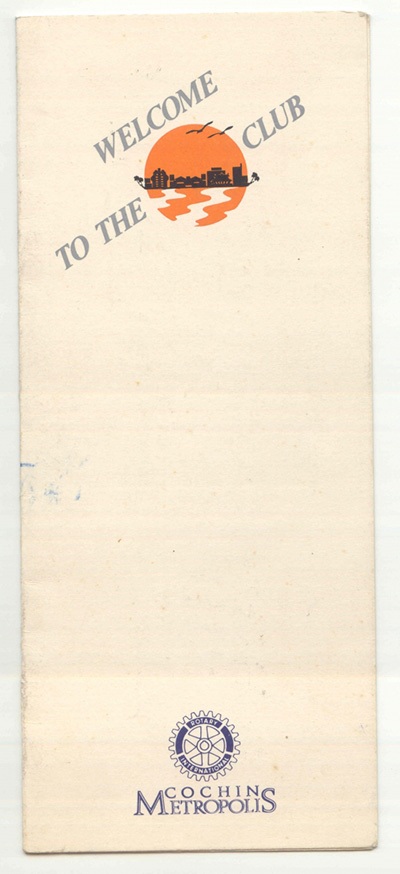 WELCOME
TO THE CLUB
ROTARY
INTERNATIONAL
COCHIN
METROPOLIS